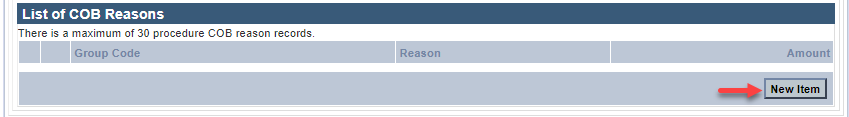 List of COB Reasons
There is a maximum of 30 procedure COB reason records.
Group Code Reason Amount
New Item